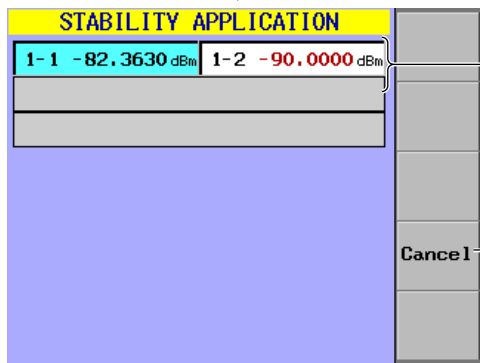 STABILITY APPLICATION
1-1 -82.3630 dBm 1-2 -90.0000 dBm
Cancel